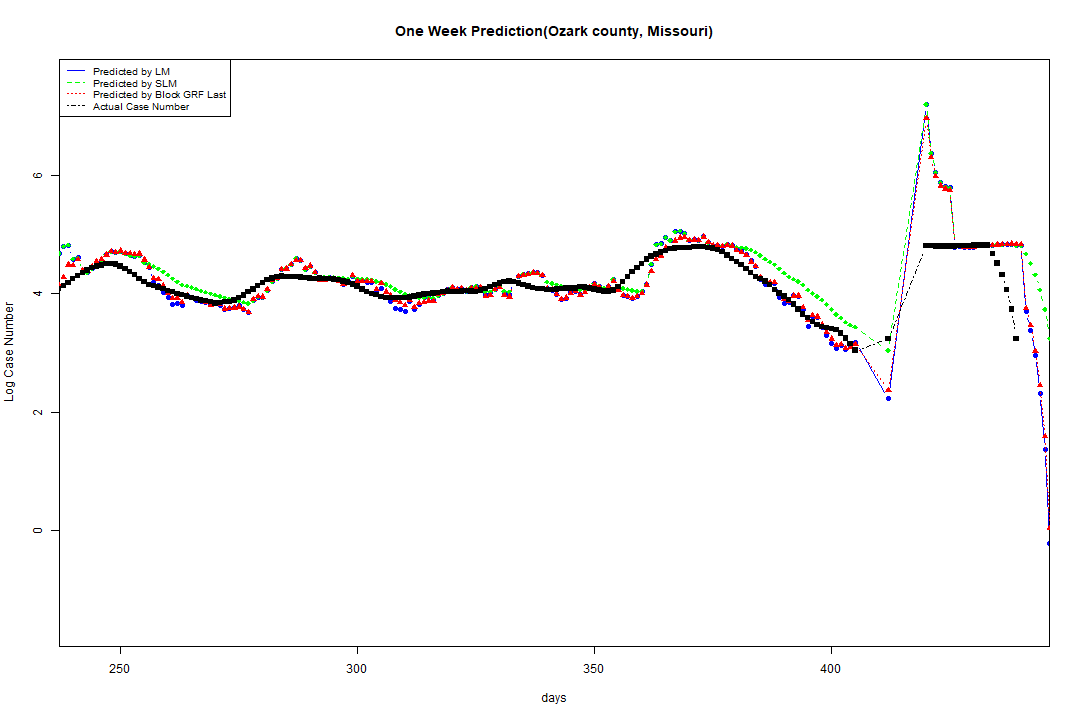 One Week Prediction(Ozark county, Missouri)
Predicted by LM
Predicted by SLM
Predicted by Block GRF Last
Actual Case Number
6
4
2
0
Log Case Number
250 300 350 400
days